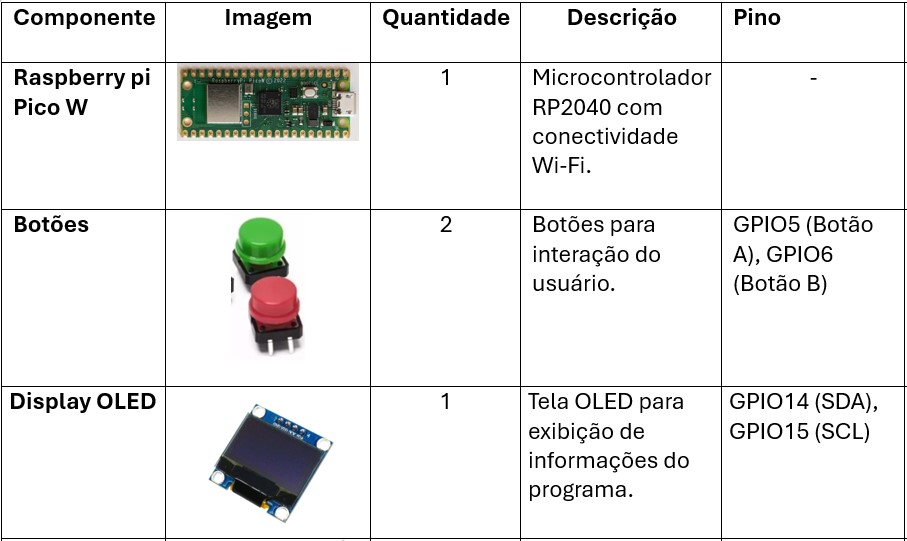 Componente Imagem Quantidade Descrição Pino
Raspberry pi
Pico W
1
Microcontrolador
RP2040 com
conectividade
Wi-Fi.
-
Botões
2
Botões para
interação do
usuário.
GPIO5 (Botão
A), GPIO6
(Botão B)
Display OLED
1
Tela OLED para
exibição de
informações do
programa.
GPIO14 (SDA),
GPIO15 (SCL)